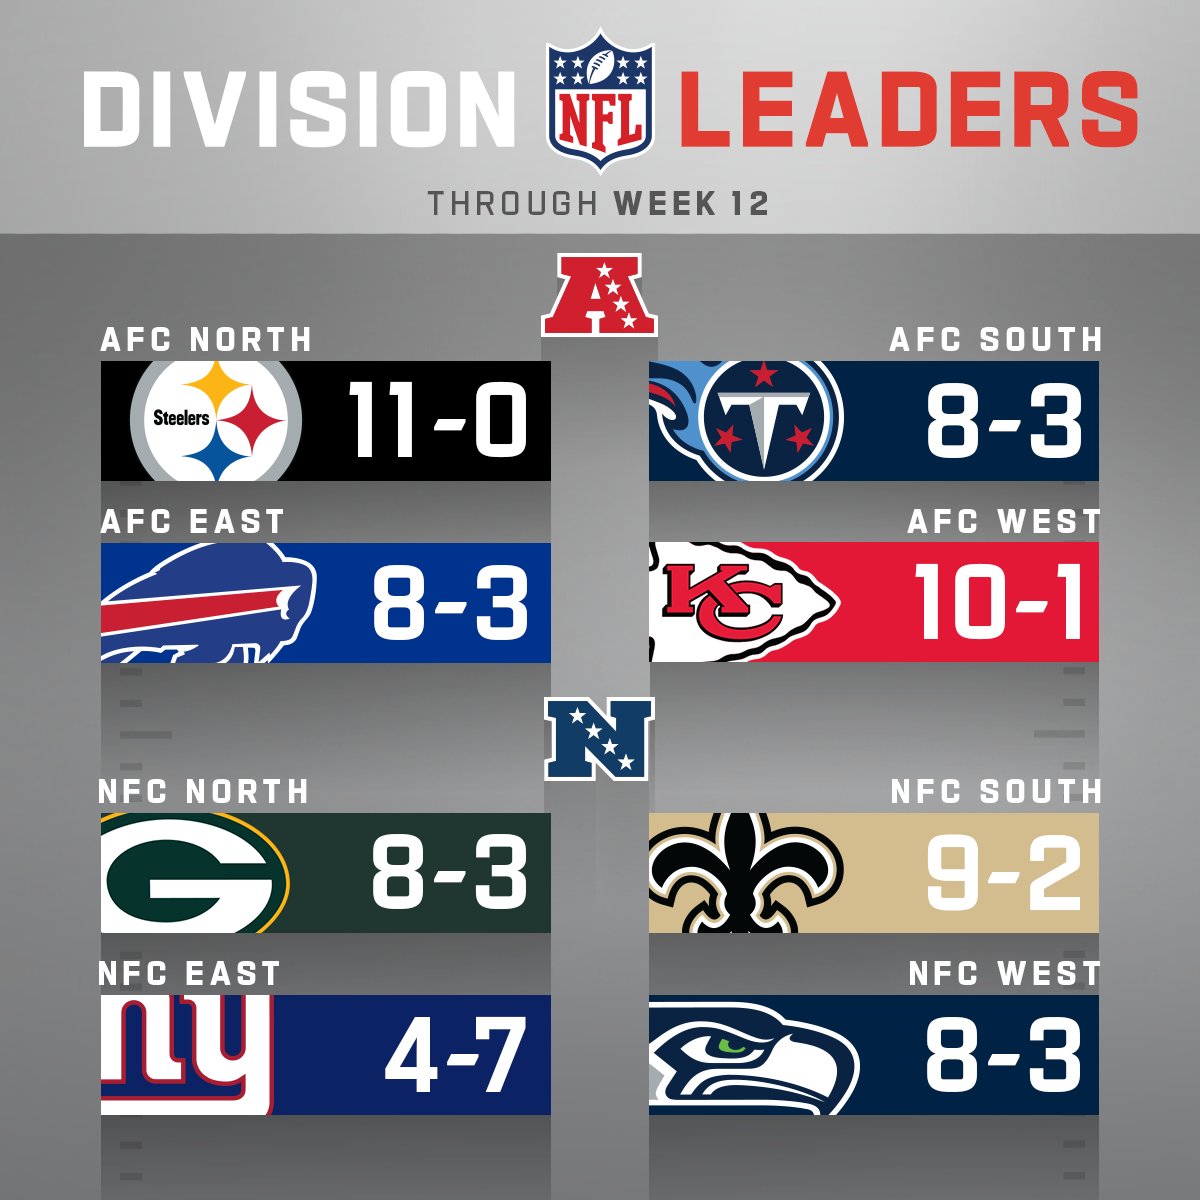 DIVISION NFL LEADERS
THROUGH WEEK 12
A
AFC NORTH
Steelers
11-0
AFC SOUTH
T
8-3
AFC EAST
8-3
AFC WEST
KC
10-1
N
NFC NORTH
G
8-3
NFC SOUTH
9-2
NFC EAST
ny
4-7
NFC WEST
8-3